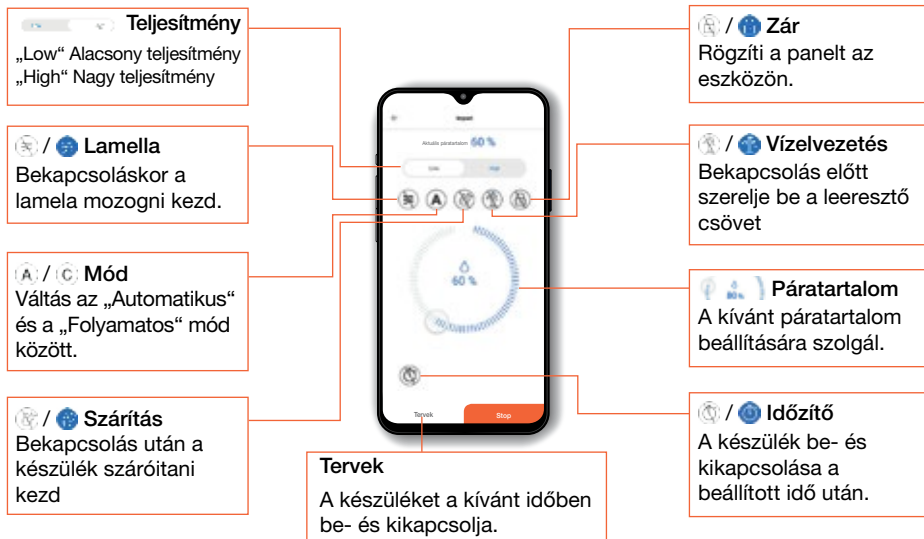 Teljesítmény
„Low“ Alacsony teljesítmény
„High“ Nagy teljesítmény
/ Lamella
Bekapcsoláskor a
lamela mozogni kezd.
A / C Mód
Váltás az „Automatikus“
és a „Folyamatos“ mód
között.
/ Szárítás
Bekapcsolás után a
készülék száróitani
kezd
Aktuális páratartalom 60 %
High
A
60 %
Tervek
Stop
Tervek
A készüléket a kívánt időben
be- és kikapcsolja.
/ Zár
Rögzíti a panelt az
eszközön.
/ Vízelvezetés
Bekapcsolás előtt
szerelje be a leeresztő
csövet
Páratartalom
A kívánt páratartalom
beállítására szolgál.
/ Időzítő
A készülék be- és
kikapcsolása a
beállított idő után.